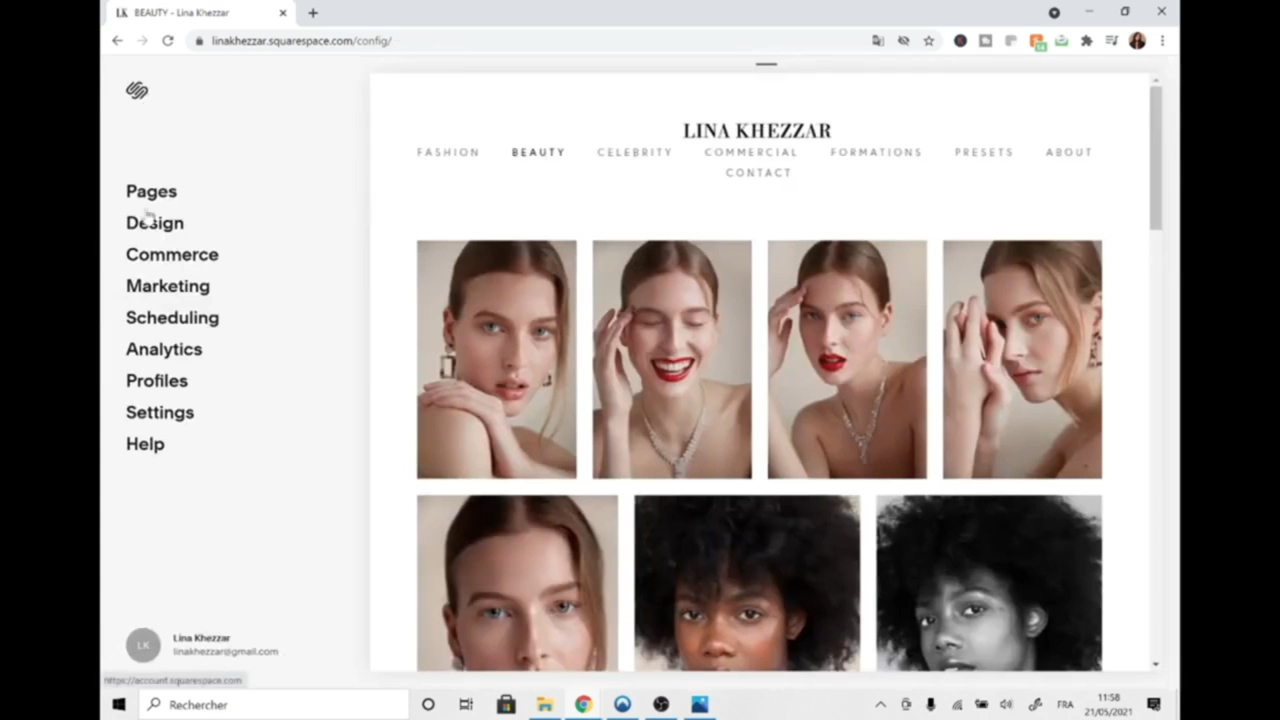 LK BEAUTY - Lina Khezzar
linakhezzar.squarespace.com/config/
Pages
Design
Commerce
Marketing
Scheduling
Analytics
Profiles
Settings
Help
LK
Lina Khezzar
linakhezzar@gmail.com
https://account.squarespace.com
LINA KHEZZAR
FASHION BEAUTY CELEBRITY COMMERCIAL FORMATIONS PRESETS ABOUT
CONTACT
Rechercher
FRA
11:58
21/05/2021